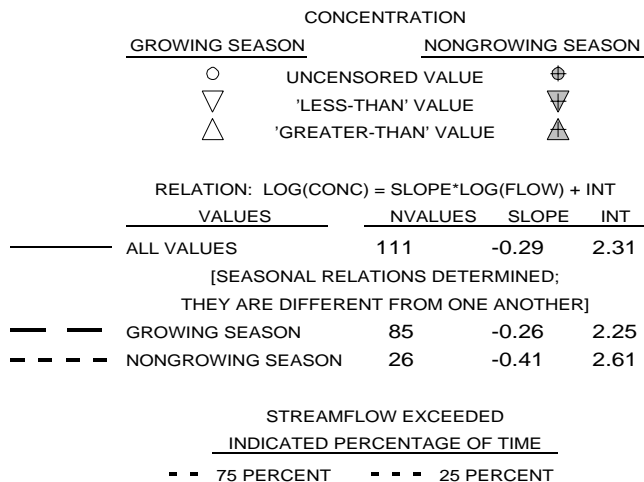 CONCENTRATION
GROWING SEASON NONGROWING SEASON
UNCENSORED VALUE
'LESS-THAN' VALUE
'GREATER-THAN' VALUE
RELATION: LOG(CONC) = SLOPE*LOG(FLOW) + INT
VALUES NVALUES SLOPE INT
ALL VALUES 111 -0.29 2.31
[SEASONAL RELATIONS DETERMINED;
THEY ARE DIFFERENT FROM ONE ANOTHER]
GROWING SEASON 85 -0.26 2.25
NONGROWING SEASON 26 -0.41 2.61
STREAMFLOW EXCEEDED
INDICATED PERCENTAGE OF TIME
75 PERCENT 25 PERCENT